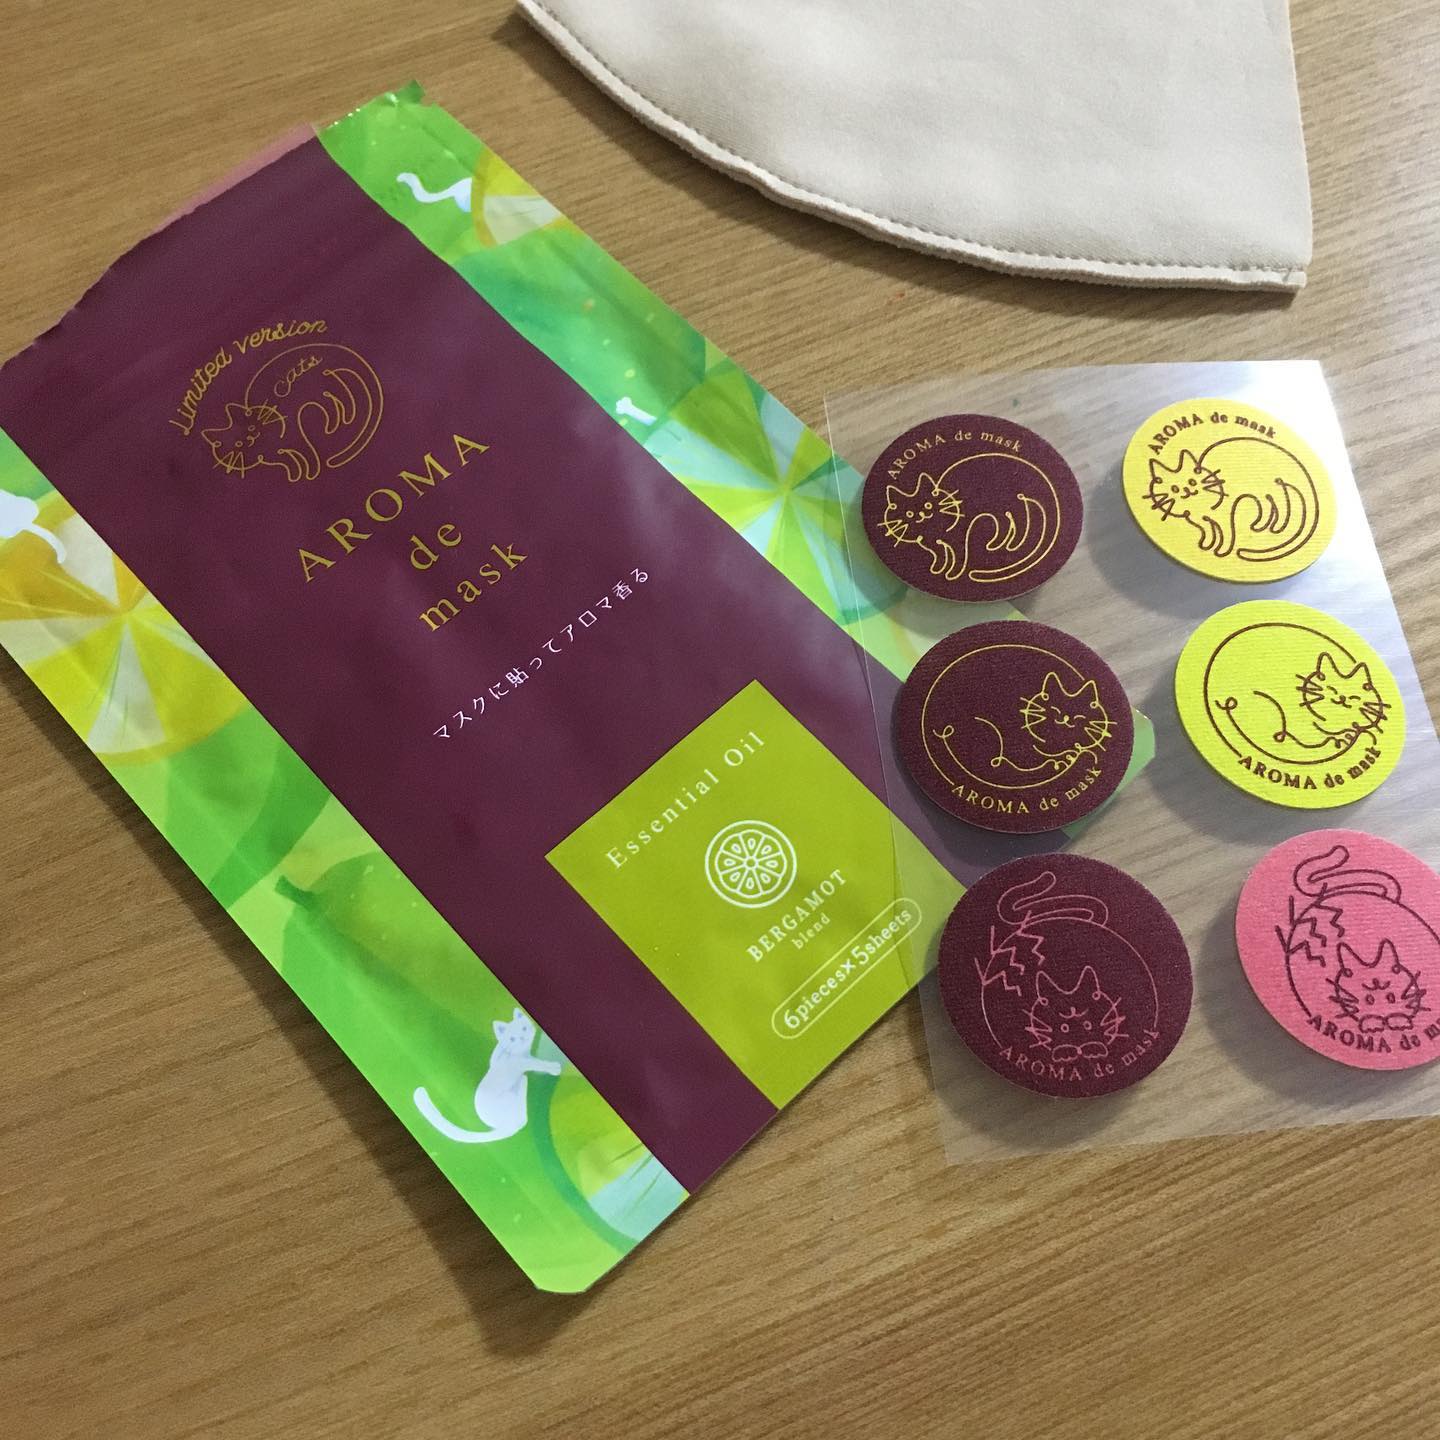 Limited version
cats
AROMA
de
mask
マスクに貼ってアロマ香る
Essential Oil
BERGAMOT
blend
6pieces×5sheets
AROMA de mask
AROMA de mask
AROMA de mask
AROMA de mask
AROMA de mask
AROMA de m